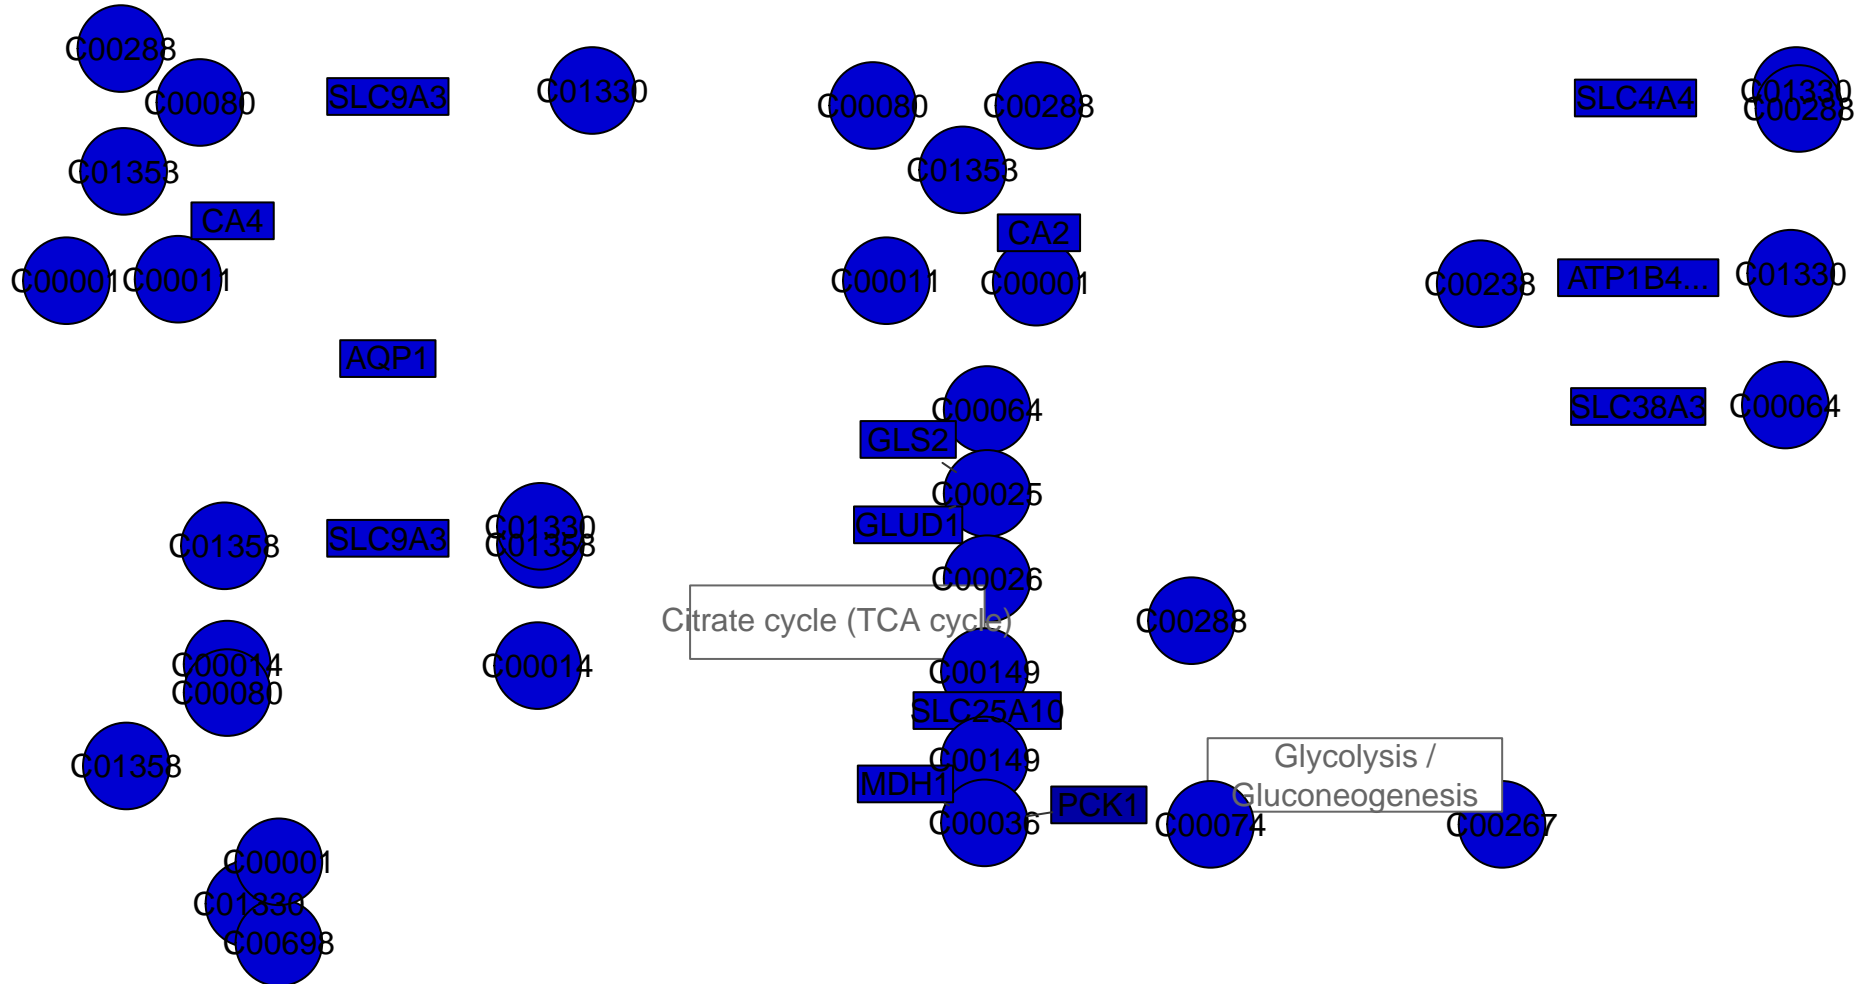 C00288
C00080
SLC9A3
C01330
C00080
C00288
SLC4A4
C01330
C00288
C01353
C01353
CA4
CA2
C00001
C00011
C00011
C00001
C00238
ATP1B4...
C01330
AQP1
C00064
SLC38A3
C00064
GLS2
C00025
GLUD1
C01358
SLC9A3
C01330
C01358
C00026
Citrate cycle (TCA cycle)
C00288
C00014
C00080
C00014
C00149
SLC25A10
C01358
C00149
MDH1
C00036
PCK1
C00074
Glycolysis /
Gluconeogenesis
C00267
C00001
C01330
C00698